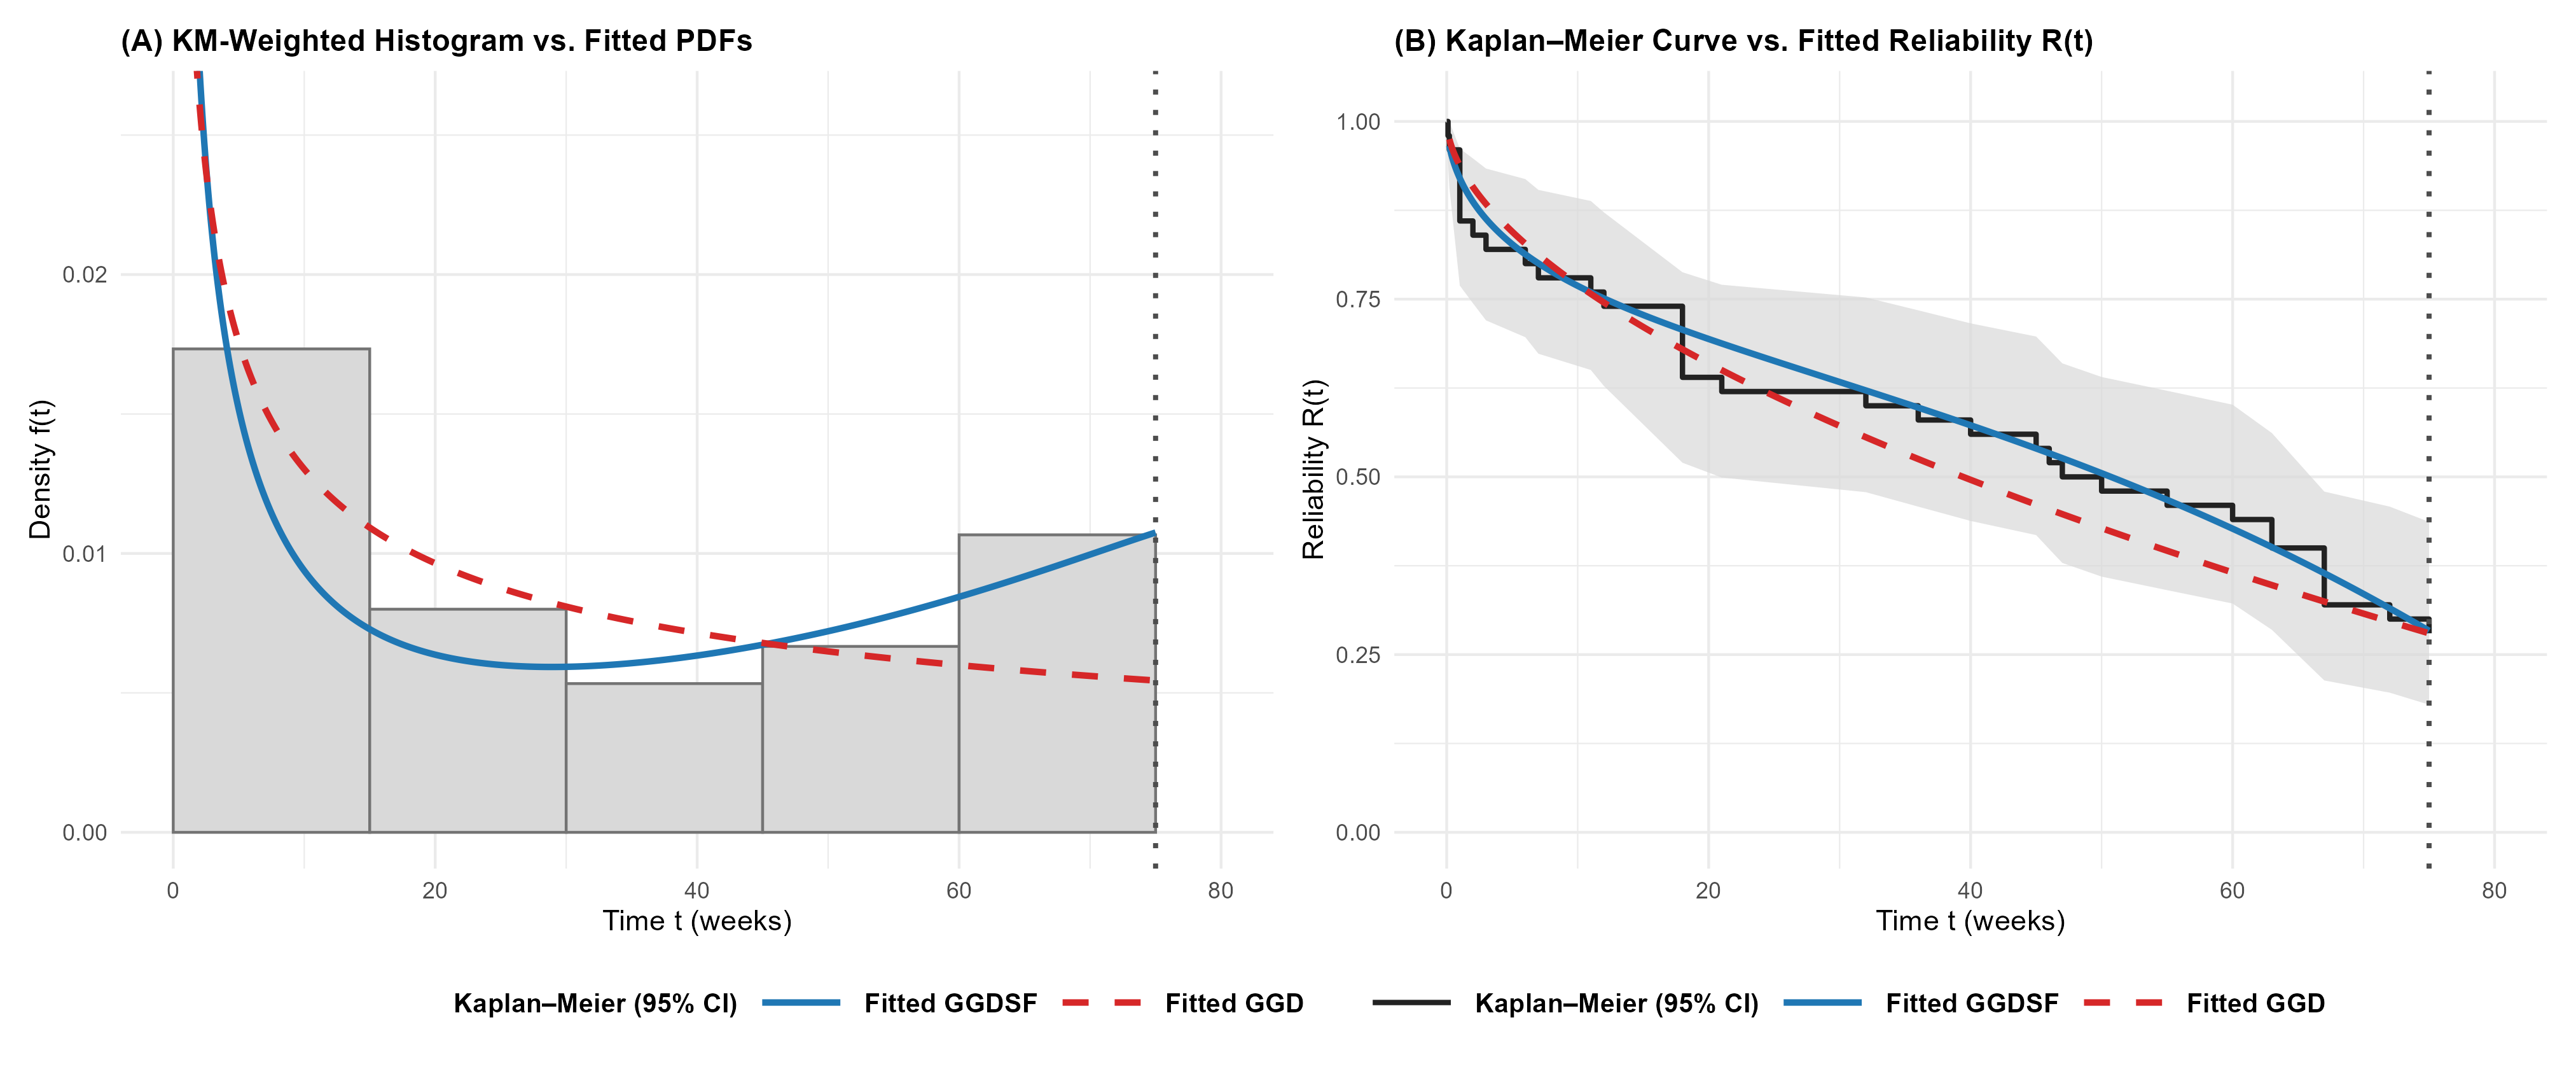 (A) KM-Weighted Histogram vs. Fitted PDFs
Density f(t)
0.02
0.01
0.00
0 20 40 60 80
Time t (weeks)
(B) Kaplan–Meier Curve vs. Fitted Reliability R(t)
Reliability R(t)
1.00
0.75
0.50
0.25
0.00
0 20 40 60 80
Time t (weeks)
Kaplan–Meier (95% CI) Fitted GGDSF Fitted GGD
Kaplan–Meier (95% CI) Fitted GGDSF Fitted GGD